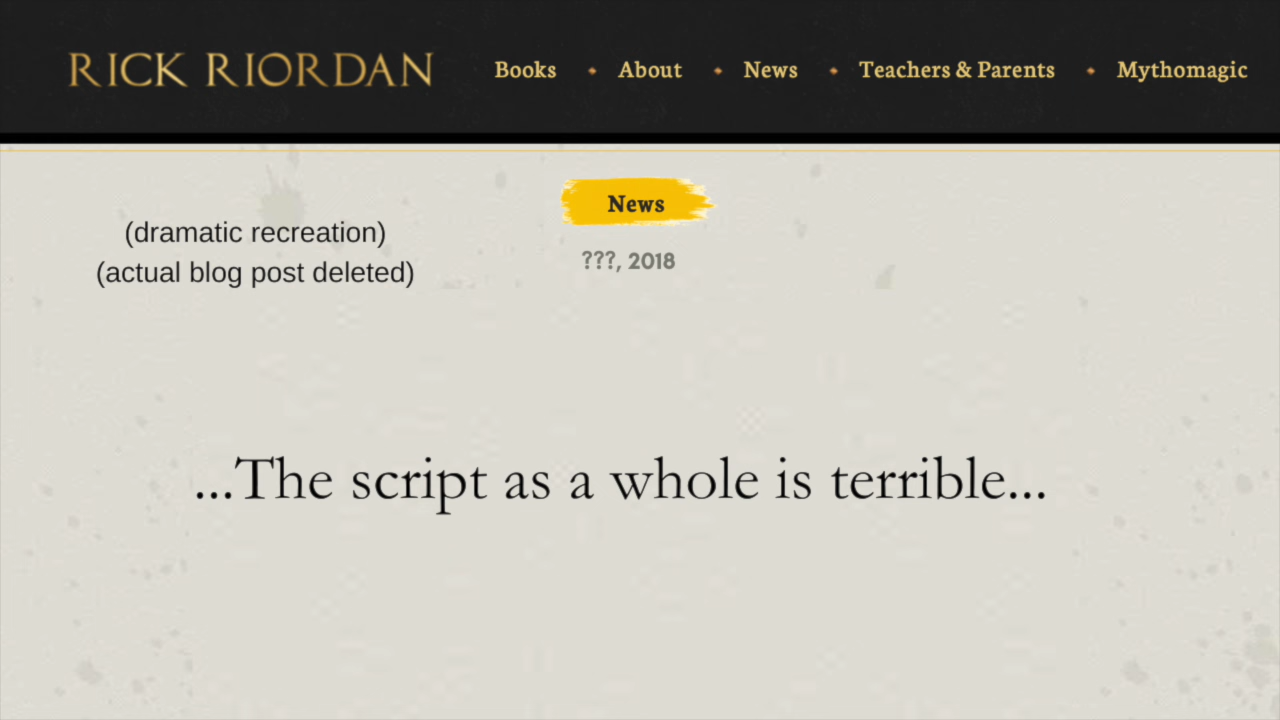 RICK RIORDAN Books About News Teachers & Parents Mythomagic
News
(dramatic recreation)
(actual blog post deleted)
???, 2018
...The script as a whole is terrible...